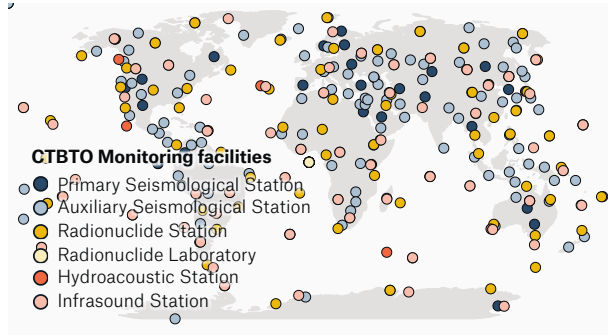 CTBTO Monitoring facilities
Primary Seismological Station
Auxiliary Seismological Station
Radionuclide Station
Radionuclide Laboratory
Hydroacoustic Station
Infrasound Station